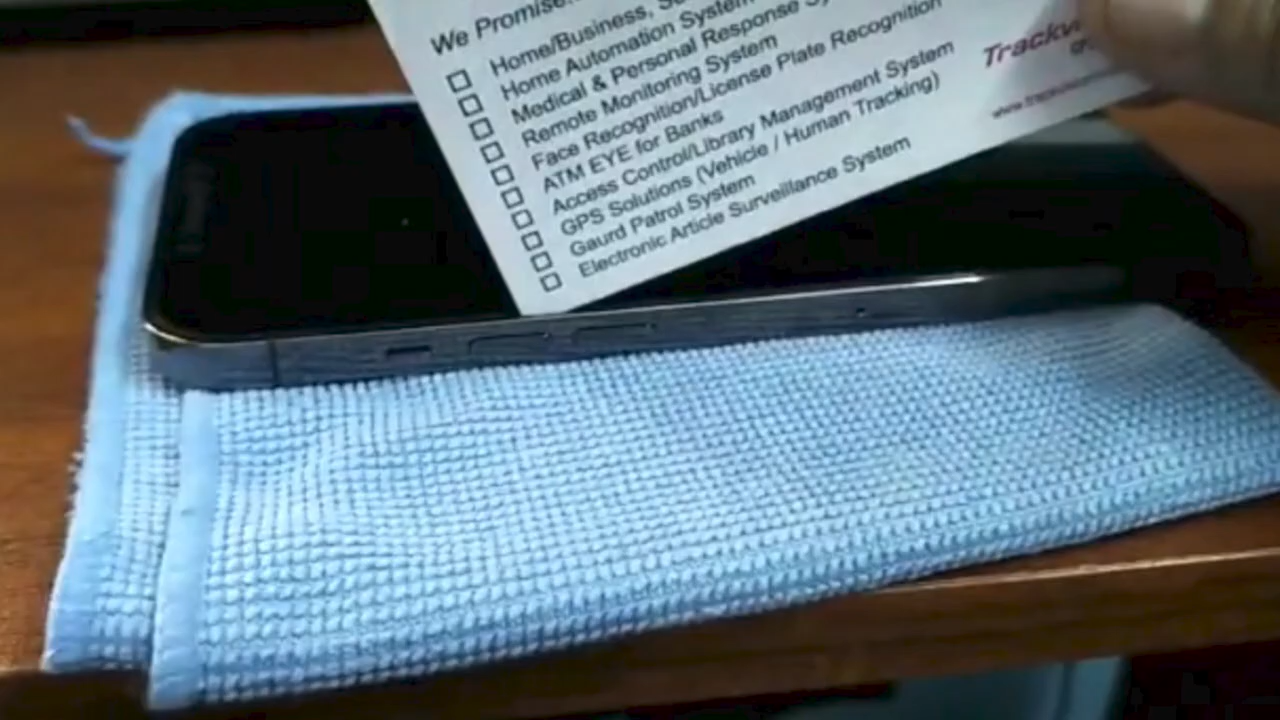 We Promise...
Home/Business,
Home Automation System
Medical & Personal Response
Remote Monitoring System
Face Recognition/License Plate Recognition
ATM EYE for Banks
Access Control/Library Management System
GPS Solutions (Vehicle / Human Tracking)
Gaurd Patrol System
Electronic Article Surveillance System